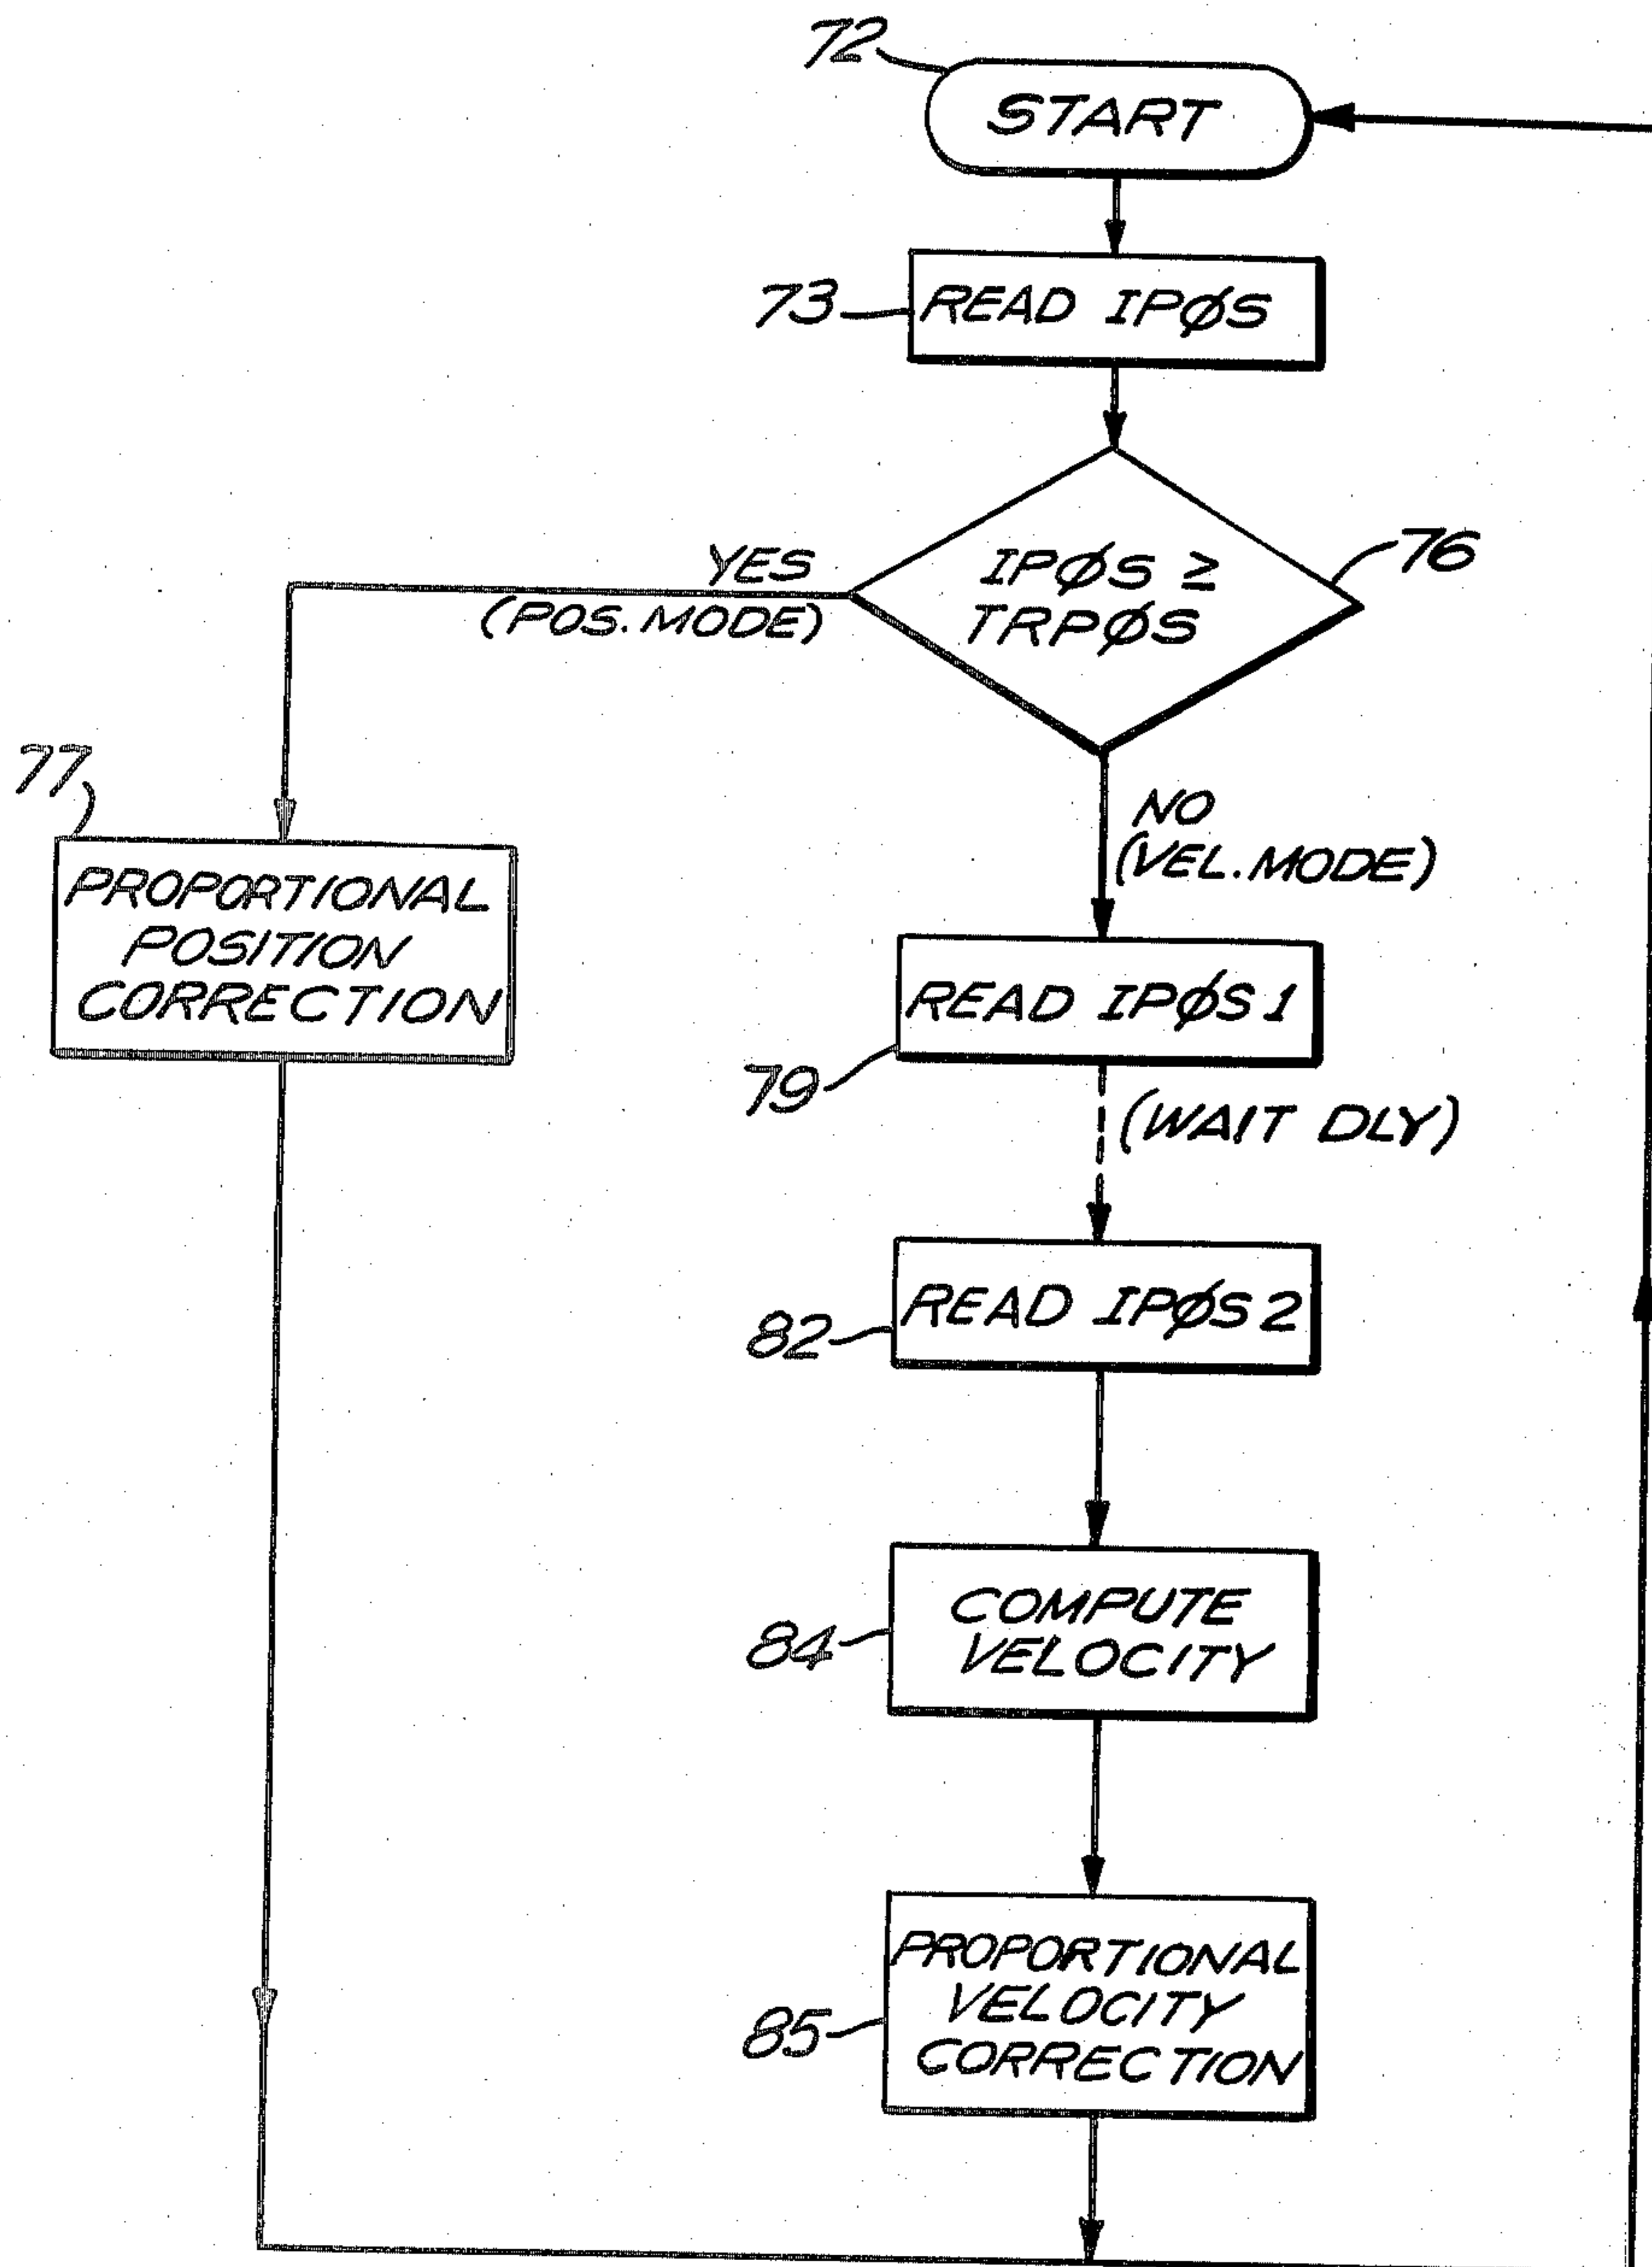 72
START
73
READ IPØS
76
IPØS ≥
TRPØS
YES
(POS. MODE)
NO
(VEL. MODE)
77
PROPORTIONAL
POSITION
CORRECTION
READ IPØS 1
79
(WAIT DLY)
READ IPØS 2
82
COMPUTE
VELOCITY
84
PROPORTIONAL
VELOCITY
CORRECTION
85